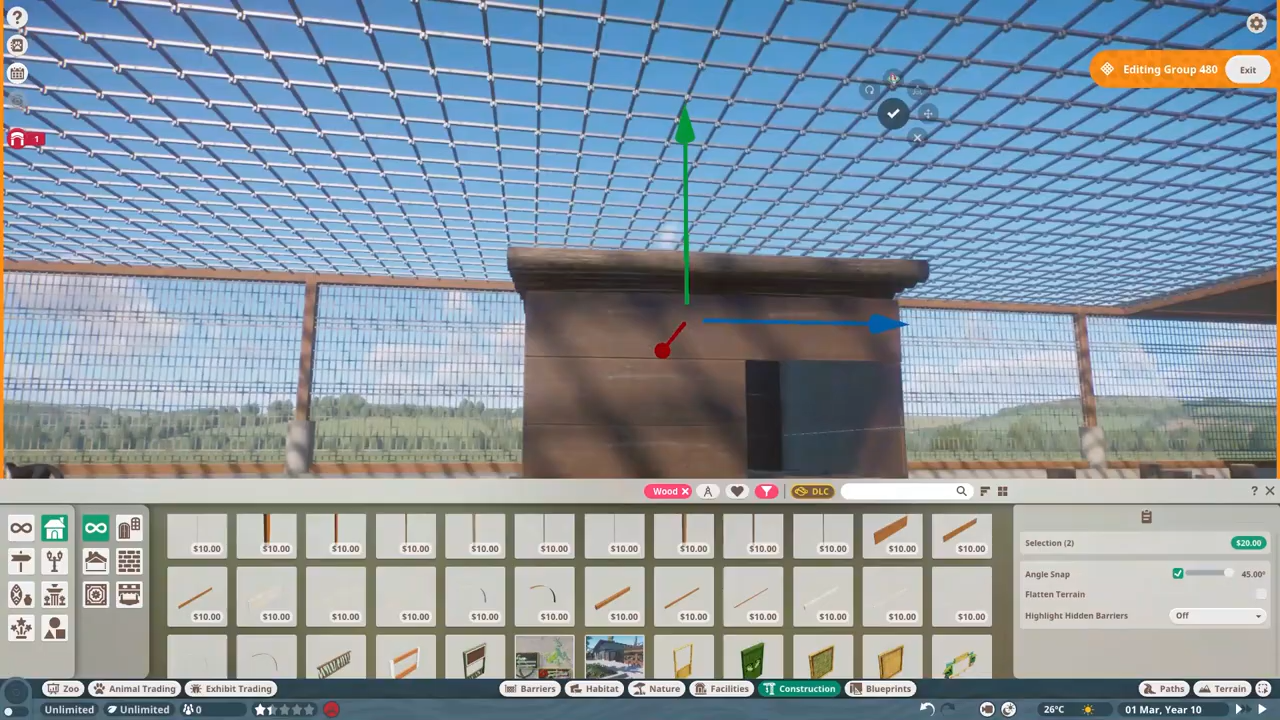 Editing Group 480
Exit
1
Wood
DLC
$10.00 $10.00 $10.00 $10.00 $10.00 $10.00 $10.00 $10.00 $10.00 $10.00 $10.00 $10.00
$10.00 $10.00 $10.00 $10.00 $10.00 $10.00 $10.00 $10.00 $10.00 $10.00 $10.00 $10.00
Selection (2) $20.00
Angle Snap 45.00°
Flatten Terrain
Highlight Hidden Barriers Off
Zoo Animal Trading Exhibit Trading Barriers Habitat Nature Facilities Construction Blueprints Paths Terrain
Unlimited Unlimited 0 26°C 01 Mar, Year 10